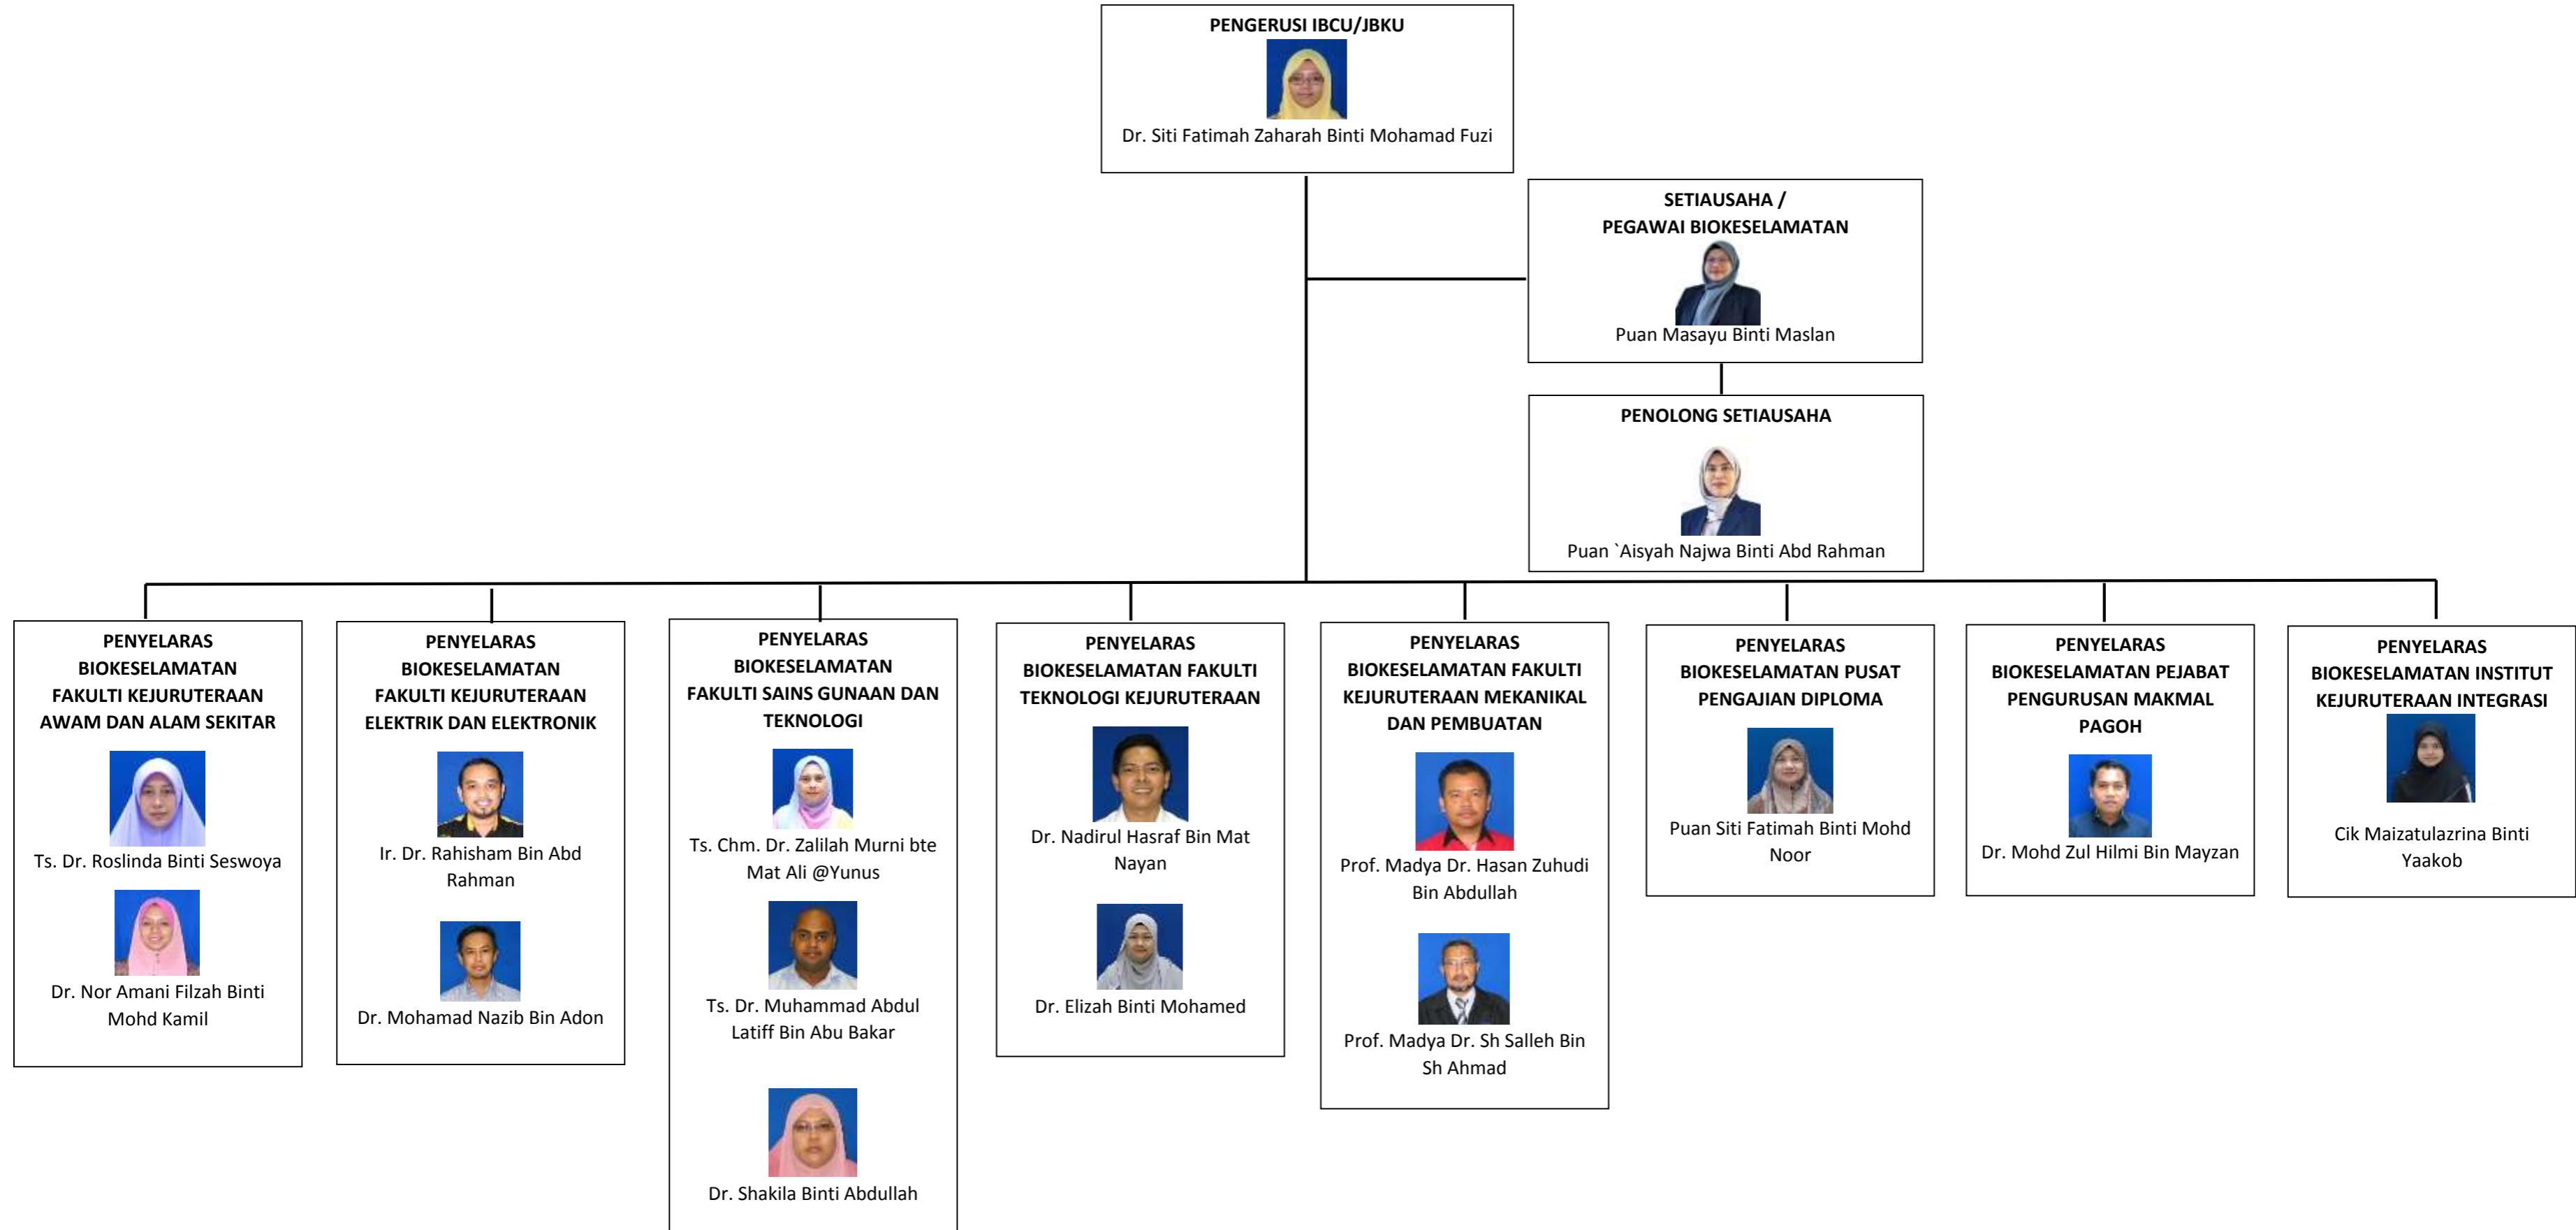 PENGERUSI IBCU/JBKU
Dr. Siti Fatimah Zaharah Binti Mohamad Fuzi
SETIAUSAHA /
PEGAWAI BIOKESELAMATAN
Puan Masayu Binti Maslan
PENOLONG SETIAUSAHA
Puan `Aisyah Najwa Binti Abd Rahman
PENYELARAS
BIOKESELAMATAN
FAKULTI KEJURUTERAAN
AWAM DAN ALAM SEKITAR
Ts. Dr. Roslinda Binti Seswoya
Dr. Nor Amani Filzah Binti
Mohd Kamil
PENYELARAS
BIOKESELAMATAN
FAKULTI KEJURUTERAAN
ELEKTRIK DAN ELEKTRONIK
Ir. Dr. Rahisham Bin Abd
Rahman
Dr. Mohamad Nazib Bin Adon
PENYELARAS
BIOKESELAMATAN
FAKULTI SAINS GUNAAN DAN
TEKNOLOGI
Ts. Chm. Dr. Zalilah Murni bte
Mat Ali @Yunus
Ts. Dr. Muhammad Abdul
Latiff Bin Abu Bakar
Dr. Shakila Binti Abdullah
PENYELARAS
BIOKESELAMATAN FAKULTI
TEKNOLOGI KEJURUTERAAN
Dr. Nadirul Hasraf Bin Mat
Nayan
Dr. Elizah Binti Mohamed
PENYELARAS
BIOKESELAMATAN FAKULTI
KEJURUTERAAN MEKANIKAL
DAN PEMBUATAN
Prof. Madya Dr. Hasan Zuhudi
Bin Abdullah
Prof. Madya Dr. Sh Salleh Bin
Sh Ahmad
PENYELARAS
BIOKESELAMATAN PUSAT
PENGAJIAN DIPLOMA
Puan Siti Fatimah Binti Mohd
Noor
PENYELARAS
BIOKESELAMATAN PEJABAT
PENGURUSAN MAKMAL
PAGOH
Dr. Mohd Zul Hilmi Bin Mayzan
PENYELARAS
BIOKESELAMATAN INSTITUT
KEJURUTERAAN INTEGRASI
Cik Maizatulazrina Binti
Yaakob